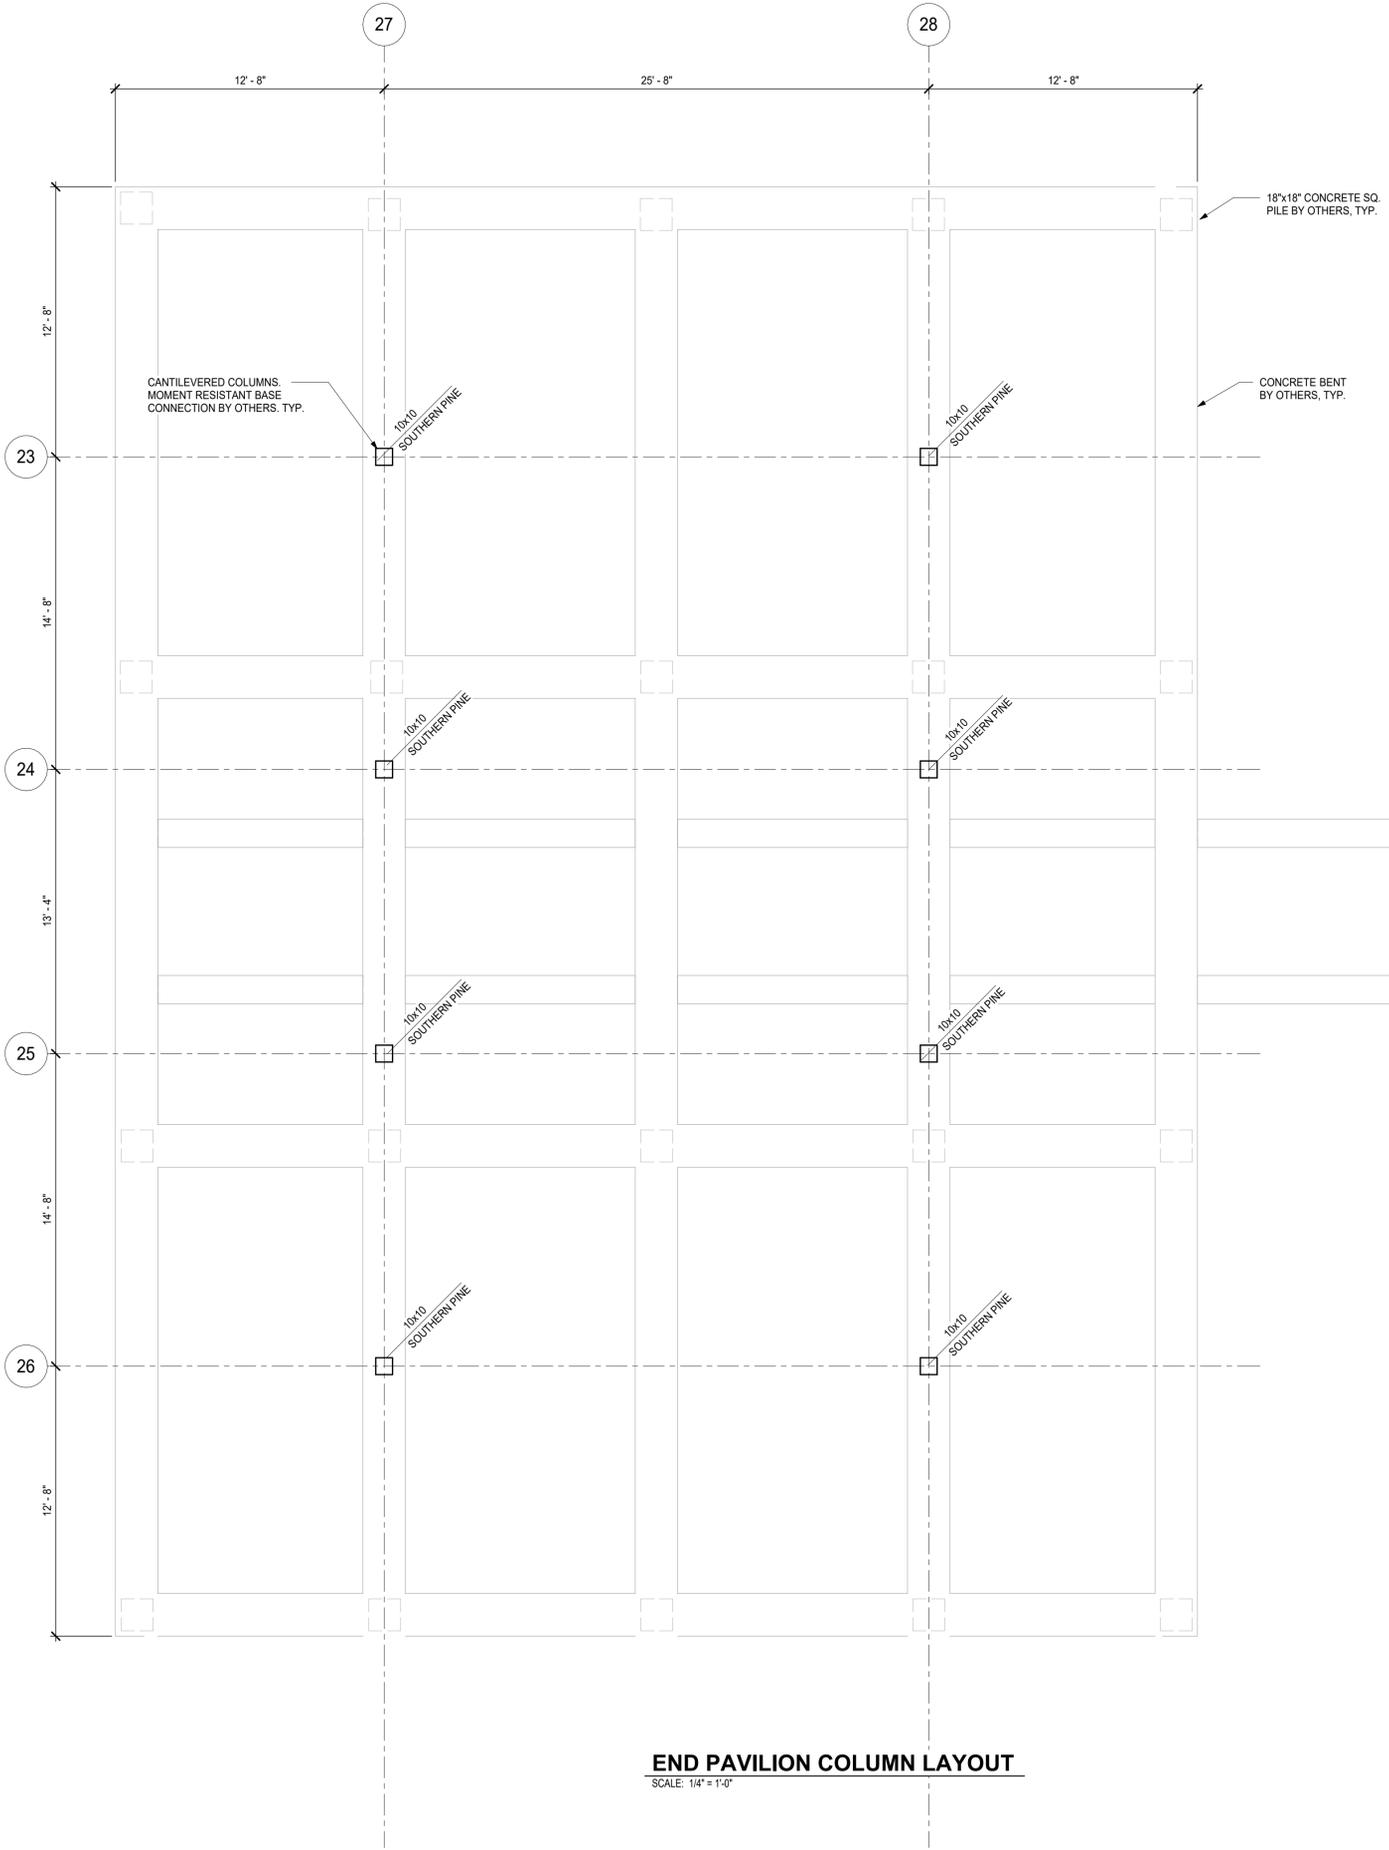 27
28
12' - 8"
25' - 8"
12' - 8"
18"x18" CONCRETE SQ.
PILE BY OTHERS, TYP.
12' - 8"
CANTILEVERED COLUMNS.
MOMENT RESISTANT BASE
CONNECTION BY OTHERS. TYP.
10x10
SOUTHERN PINE
10x10
SOUTHERN PINE
CONCRETE BENT
BY OTHERS, TYP.
23
14' - 8"
10x10
SOUTHERN PINE
10x10
SOUTHERN PINE
24
13' - 4"
10x10
SOUTHERN PINE
10x10
SOUTHERN PINE
25
14' - 8"
10x10
SOUTHERN PINE
10x10
SOUTHERN PINE
26
12' - 8"
END PAVILION COLUMN LAYOUT
SCALE: 1/4" = 1'-0"